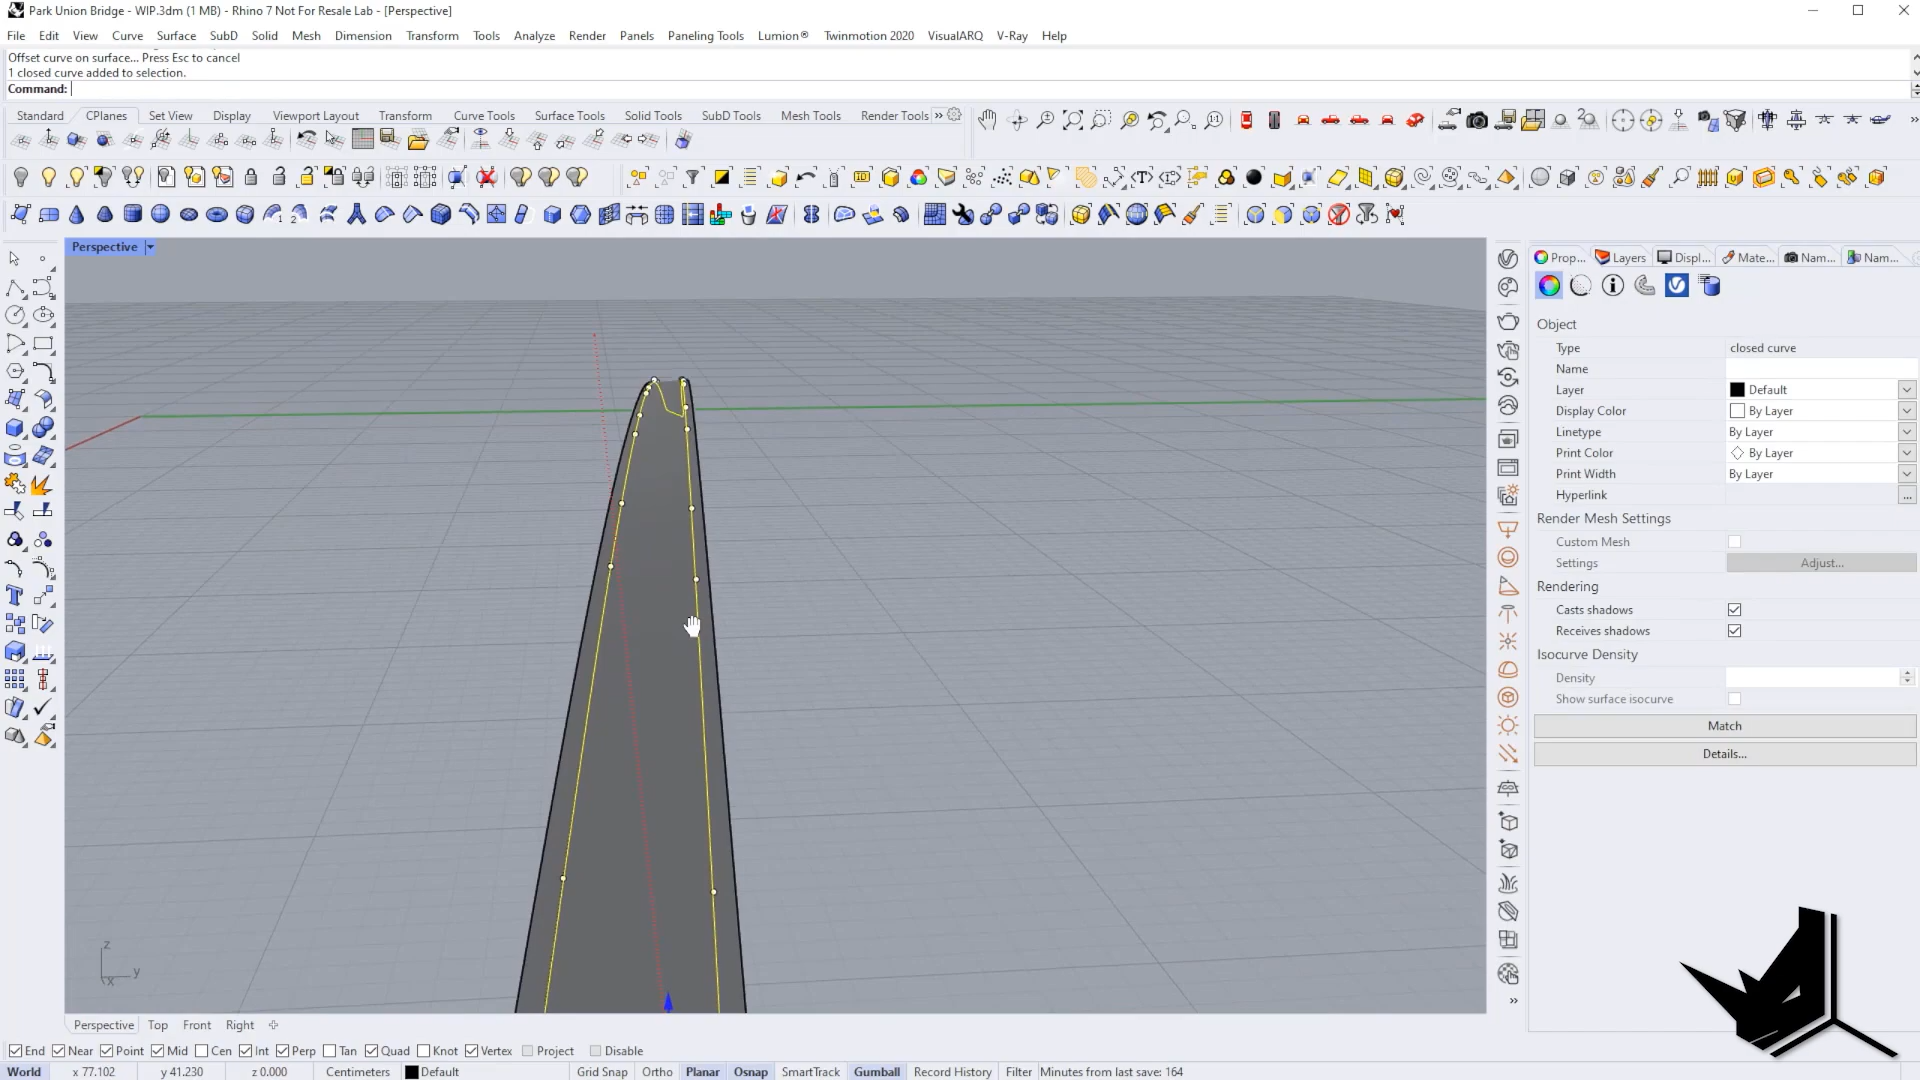 Park Union Bridge - WIP.3dm (1 MB) - Rhino 7 Not For Resale Lab - [Perspective]
File Edit View Curve Surface SubD Solid Mesh Dimension Transform Tools Analyze Render Panels Paneling Tools Lumion® Twinmotion 2020 VisualARQ V-Ray Help
Offset curve on surface... Press Esc to cancel
1 closed curve added to selection.
Command:
Standard CPlanes Set View Display Viewport Layout Transform Curve Tools Surface Tools Solid Tools SubD Tools Mesh Tools Render Tools »
Perspective
Prop... Layers Displ... Mate... Nam... Nam...
Object
Type closed curve
Name
Layer Default
Display Color By Layer
Linetype By Layer
Print Color By Layer
Print Width By Layer
Hyperlink ...
Render Mesh Settings
Custom Mesh
Settings Adjust...
Rendering
Casts shadows
Receives shadows
Isocurve Density
Density
Show surface isocurve
Match
Details...
z
y
x
Perspective Top Front Right
End Near Point Mid Cen Int Perp Tan Quad Knot Vertex Project Disable
World x 77.102 y 41.230 z 0.000 Centimeters Default Grid Snap Ortho Planar Osnap SmartTrack Gumball Record History Filter Minutes from last save: 164